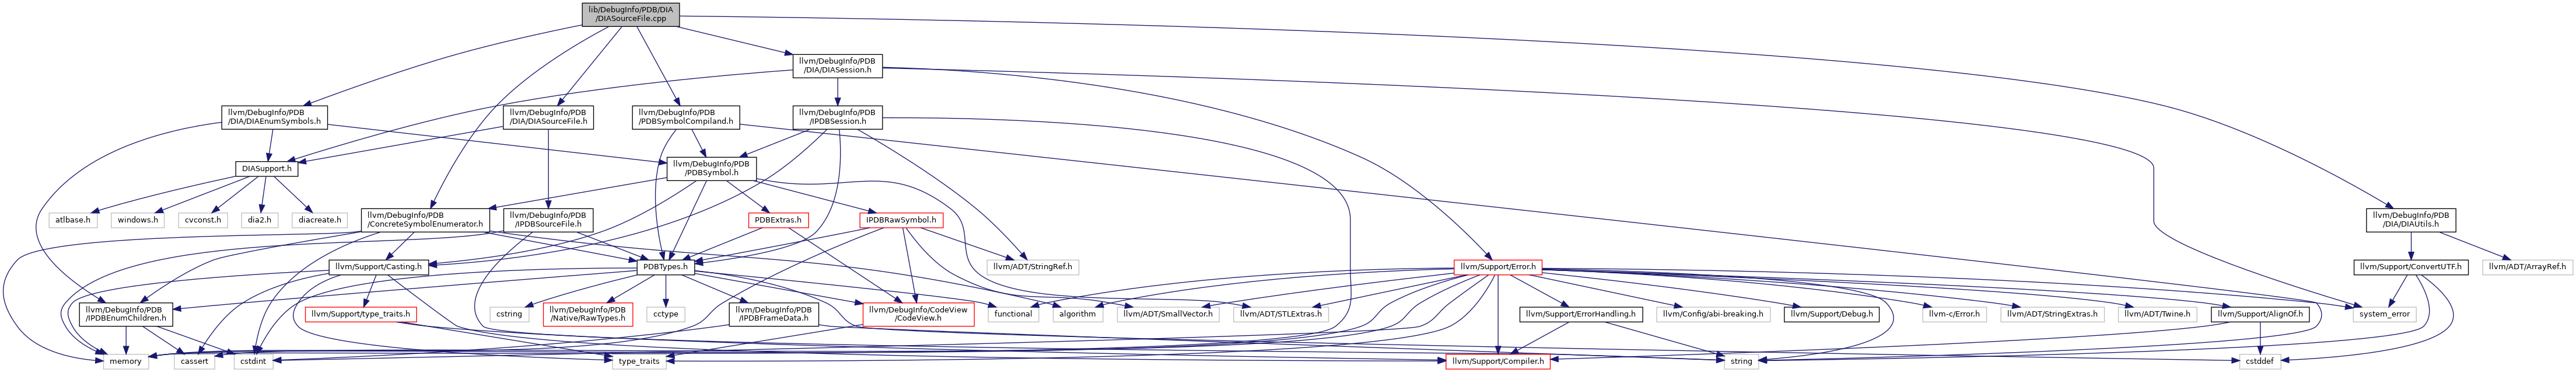 lib/DebugInfo/PDB/DIA
/DIASourceFile.cpp
llvm/DebugInfo/PDB
/DIA/DIASession.h
llvm/DebugInfo/PDB
/DIA/DIAEnumSymbols.h
llvm/DebugInfo/PDB
/DIA/DIASourceFile.h
llvm/DebugInfo/PDB
/PDBSymbolCompiland.h
llvm/DebugInfo/PDB
/IPDBSession.h
DIASupport.h
llvm/DebugInfo/PDB
/PDBSymbol.h
atlbase.h
windows.h
cvconst.h
dia2.h
diacreate.h
llvm/DebugInfo/PDB
/ConcreteSymbolEnumerator.h
llvm/DebugInfo/PDB
/IPDBSourceFile.h
PDBExtras.h
IPDBRawSymbol.h
llvm/DebugInfo/PDB
/DIA/DIAUtils.h
llvm/Support/Casting.h
PDBTypes.h
llvm/ADT/StringRef.h
llvm/Support/Error.h
llvm/Support/ConvertUTF.h
llvm/ADT/ArrayRef.h
llvm/DebugInfo/PDB
/IPDBEnumChildren.h
llvm/Support/type_traits.h
cstring
llvm/DebugInfo/PDB
/Native/RawTypes.h
cctype
llvm/DebugInfo/PDB
/IPDBFrameData.h
llvm/DebugInfo/CodeView
/CodeView.h
functional
algorithm
llvm/ADT/SmallVector.h
llvm/ADT/STLExtras.h
llvm/Support/ErrorHandling.h
llvm/Config/abi-breaking.h
llvm/Support/Debug.h
llvm-c/Error.h
llvm/ADT/StringExtras.h
llvm/ADT/Twine.h
llvm/Support/AlignOf.h
system_error
memory
cassert
cstdint
type_traits
llvm/Support/Compiler.h
string
cstddef